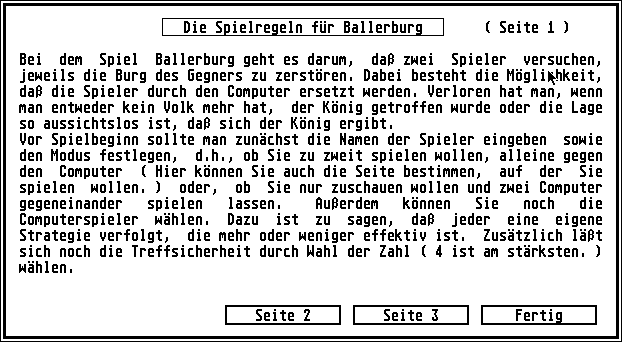 Die Spielregeln für Ballerburg ( Seite 1 )
Bei dem Spiel Ballerburg geht es darum, daß zwei Spieler versuchen,
jeweils die Burg des Gegners zu zerstören. Dabei besteht die Möglichkeit,
daß die Spieler durch den Computer ersetzt werden. Verloren hat man, wenn
man entweder kein Volk mehr hat, der König getroffen wurde oder die Lage
so aussichtslos ist, daß sich der König ergibt.
Vor Spielbeginn sollte man zunächst die Namen der Spieler eingeben sowie
den Modus festlegen, d.h., ob Sie zu zweit spielen wollen, alleine gegen
den Computer ( Hier können Sie auch die Seite bestimmen, auf der Sie
spielen wollen. ) oder, ob Sie nur zuschauen wollen und zwei Computer
gegeneinander spielen lassen. Außerdem können Sie noch die
Computerspieler wählen. Dazu ist zu sagen, daß jeder eine eigene
Strategie verfolgt, die mehr oder weniger effektiv ist. Zusätzlich läßt
sich noch die Treffsicherheit durch Wahl der Zahl ( 4 ist am stärksten. )
wählen.
Seite 2 Seite 3 Fertig